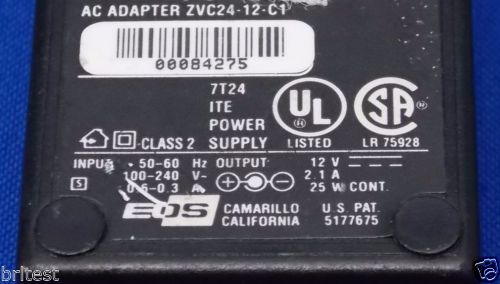 AC ADAPTER ZVC24-12-C1
00084275
7T24
ITE
POWER
SUPPLY
UL
LISTED
SA
LR 75928
CLASS 2
INPUT 50-60 Hz
100-240 V~
0.6-0.3 A
S
OUTPUT 12 V
2.1 A
25 W CONT.
EOS
CAMARILLO
CALIFORNIA
U.S. PAT.
5177675
britest
britest